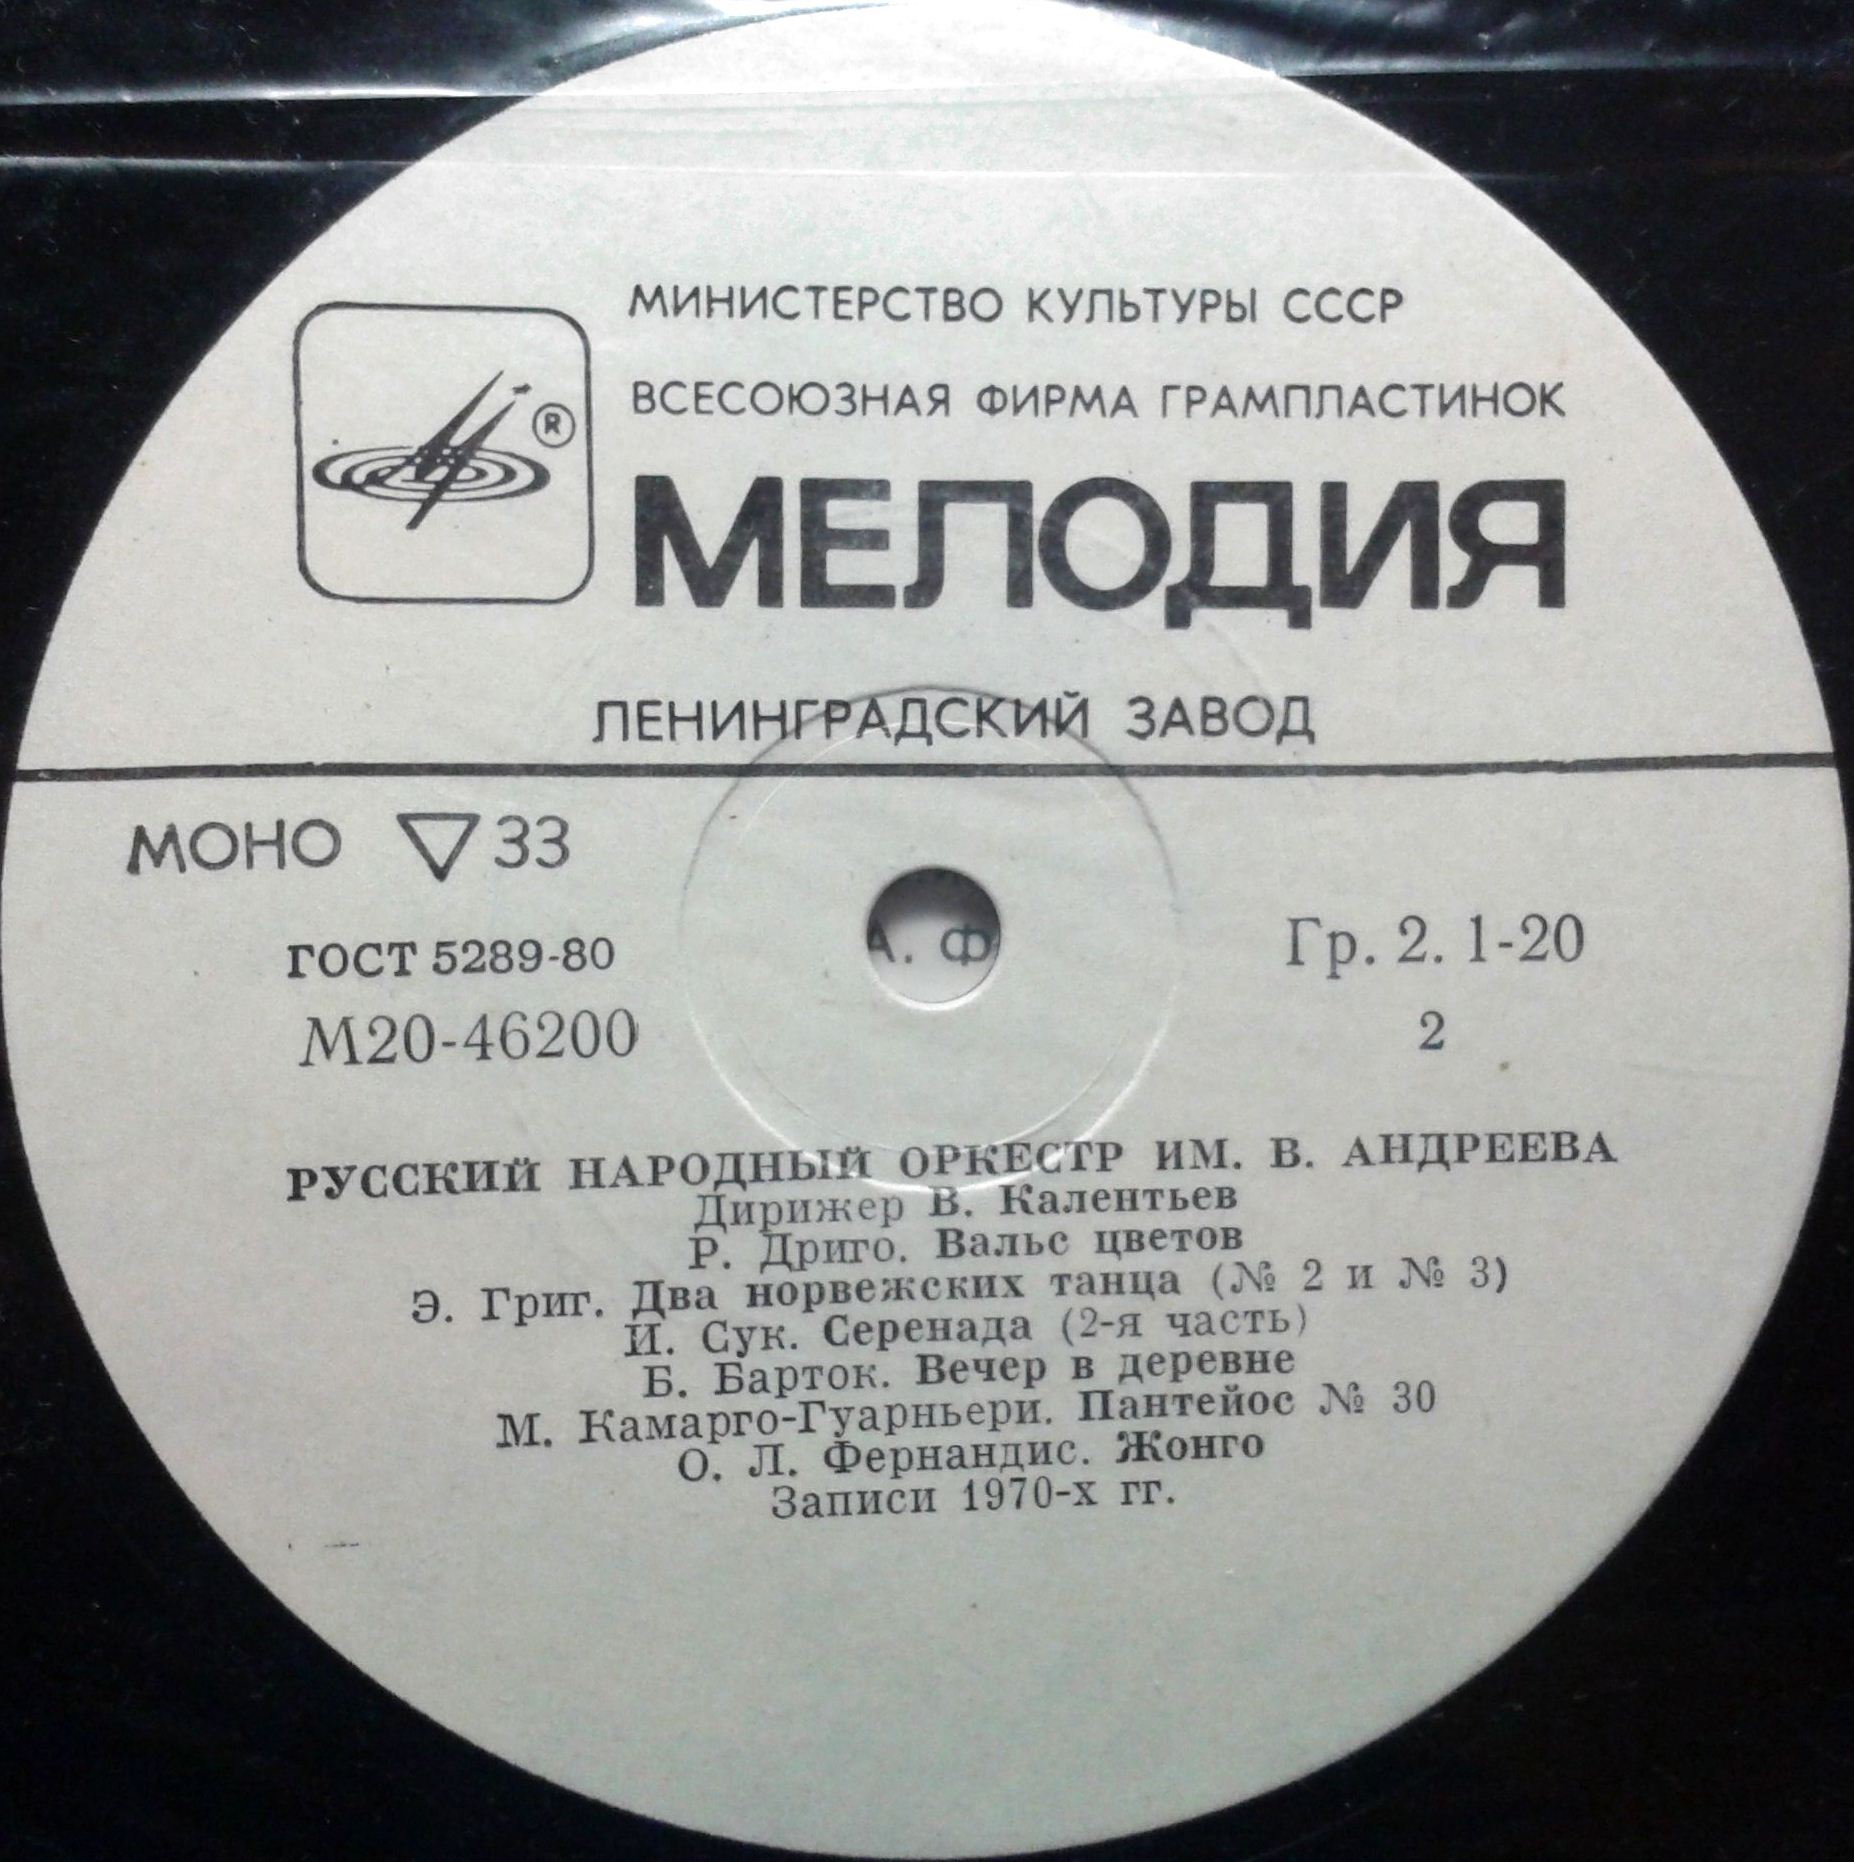 МИНИСТЕРСТВО КУЛЬТУРЫ СССР
ВСЕСОЮЗНАЯ ФИРМА ГРАМПЛАСТИНОК
®
МЕЛОДИЯ
ЛЕНИНГРАДСКИЙ ЗАВОД
МОНО ▽ 33
ГОСТ 5289-80
А. Ф
Гр. 2. 1-20
М20-46200
2
РУССКИЙ НАРОДНЫЙ ОРКЕСТР ИМ. В. АНДРЕЕВА
Дирижер В. Калентьев
Р. Дриго. Вальс цветов
Э. Григ. Два норвежских танца (№ 2 и № 3)
И. Сук. Серенада (2-я часть)
Б. Барток. Вечер в деревне
М. Камарго-Гуарньери. Пантейос № 30
О. Л. Фернандис. Жонго
Записи 1970-х гг.